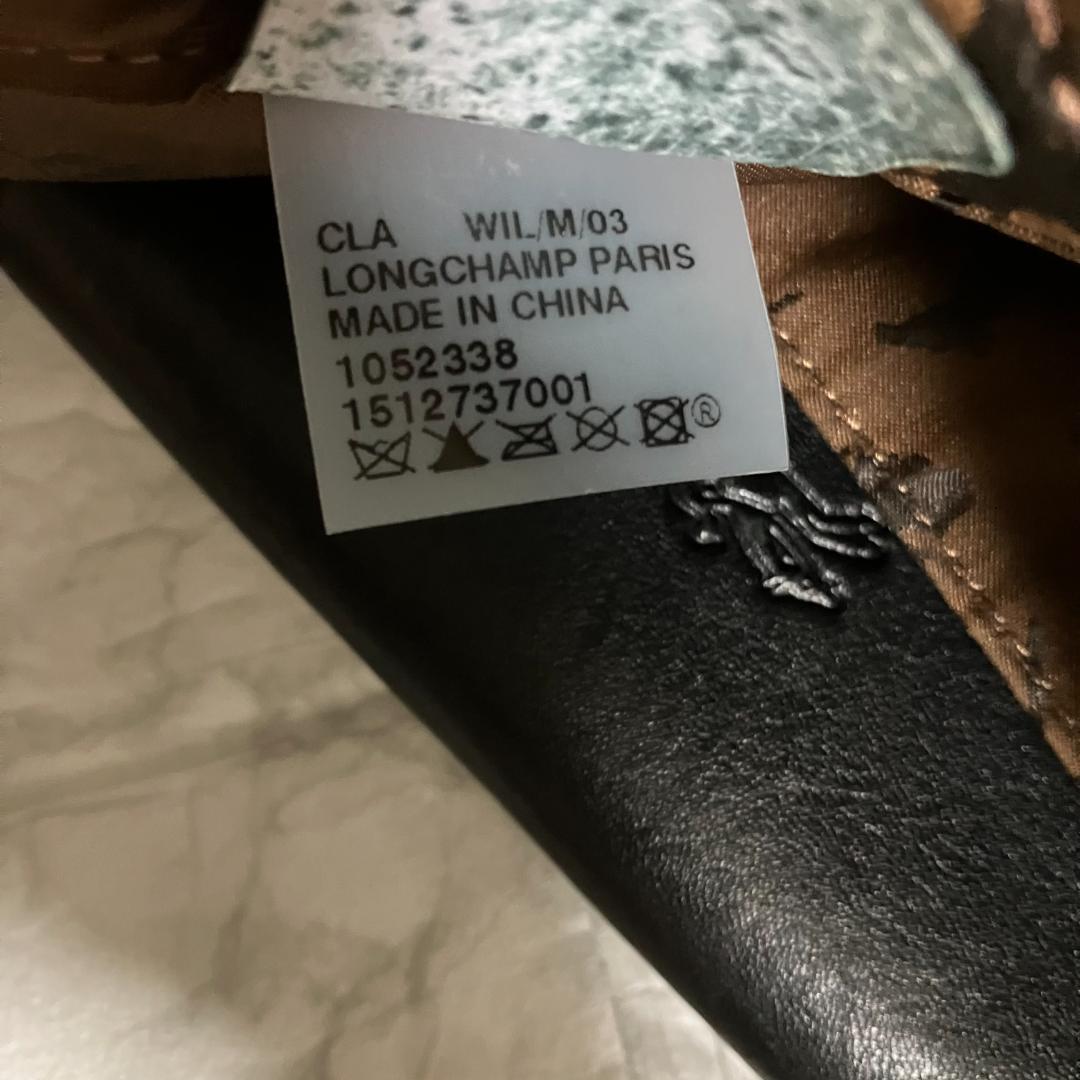 CLA WIL/M/03
LONGCHAMP PARIS
MADE IN CHINA
1052338
1512737001
®